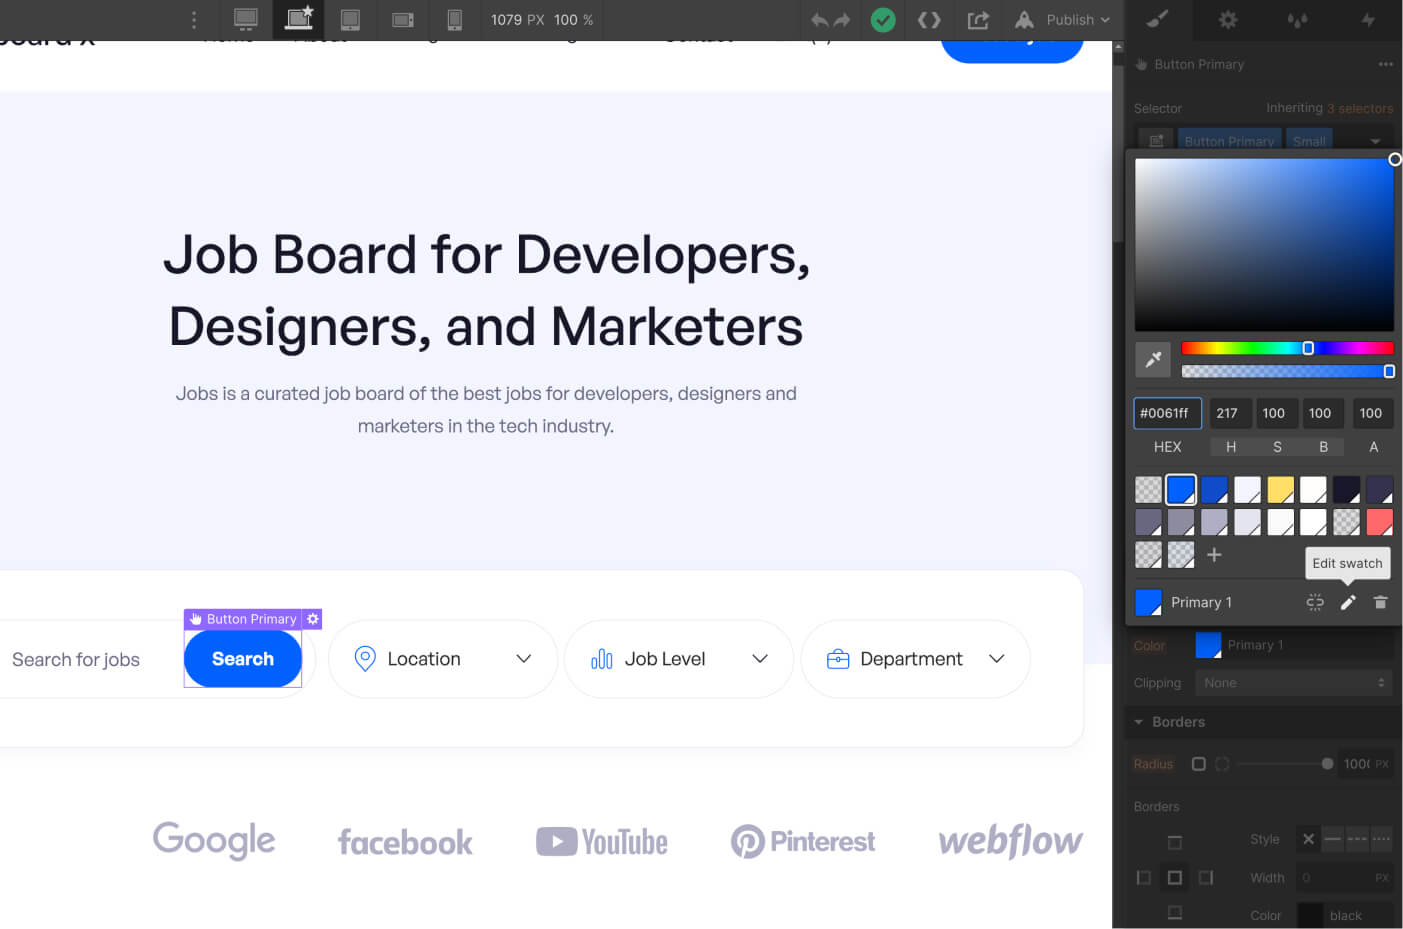 1079 PX 100 %
Publish
Button Primary
Selector
Inheriting 3 selectors
Button Primary Small
Job Board for Developers,
Designers, and Marketers
Jobs is a curated job board of the best jobs for developers, designers and
marketers in the tech industry.
#0061ff 217 100 100 100
HEX H S B A
Edit swatch
Primary 1
Color Primary 1
Clipping None
Borders
Radius 100 PX
Borders
Style
Width 0 PX
Color black
Button Primary
Search for jobs
Search
Location
Job Level
Department
Google
facebook
YouTube
Pinterest
webflow